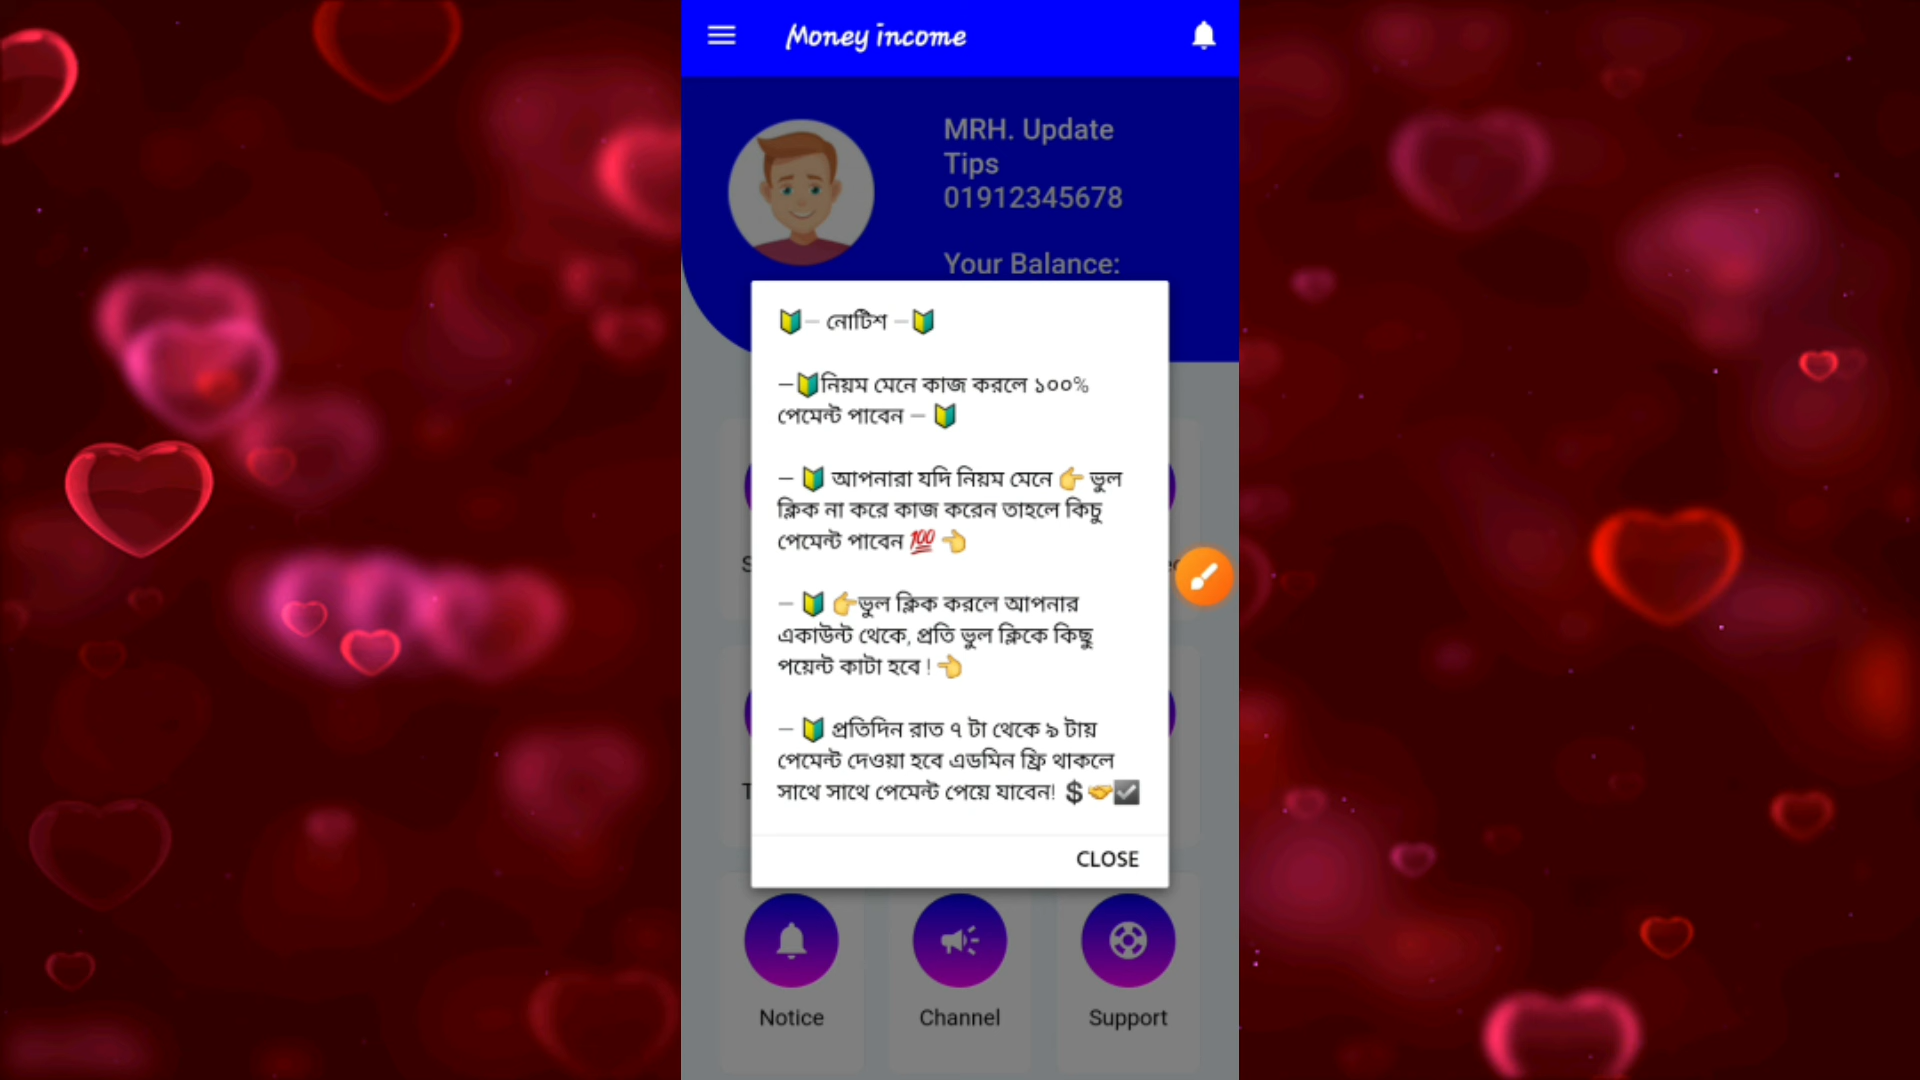 Money income
MRH. Update
Tips
01912345678
Your Balance:
🔰– নোটিশ –🔰
–🔰নিয়ম মেনে কাজ করলে ১০০%
পেমেন্ট পাবেন – 🔰
– 🔰 আপনারা যদি নিয়ম মেনে 👉 ভুল
ক্লিক না করে কাজ করেন তাহলে কিচু
পেমেন্ট পাবেন 💯 👈
– 🔰 👉ভুল ক্লিক করলে আপনার
একাউন্ট থেকে, প্রতি ভুল ক্লিকে কিছু
পয়েন্ট কাটা হবে ! 👈
– 🔰 প্রতিদিন রাত ৭ টা থেকে ৯ টায়
পেমেন্ট দেওয়া হবে এডমিন ফ্রি থাকলে
সাথে সাথে পেমেন্ট পেয়ে যাবেন! 💲🤝☑
CLOSE
Notice
Channel
Support